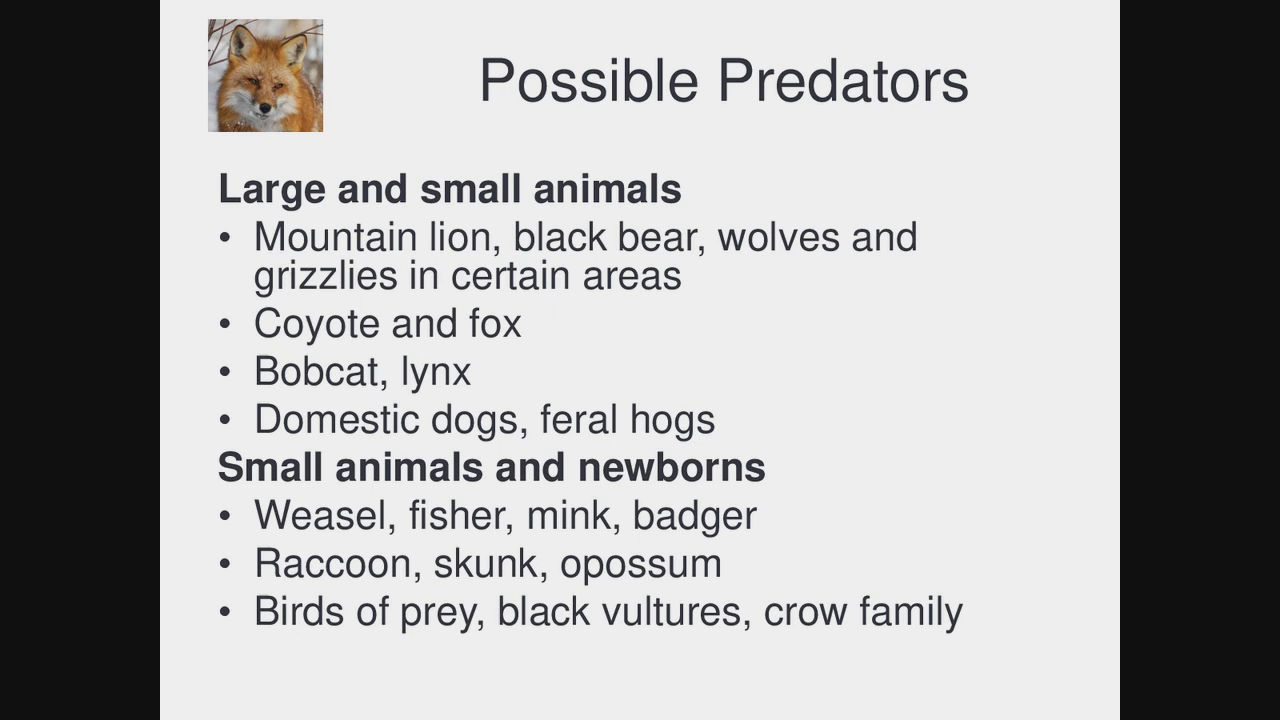 Possible Predators
Large and small animals
• Mountain lion, black bear, wolves and
grizzlies in certain areas
• Coyote and fox
• Bobcat, lynx
• Domestic dogs, feral hogs
Small animals and newborns
• Weasel, fisher, mink, badger
• Raccoon, skunk, opossum
• Birds of prey, black vultures, crow family